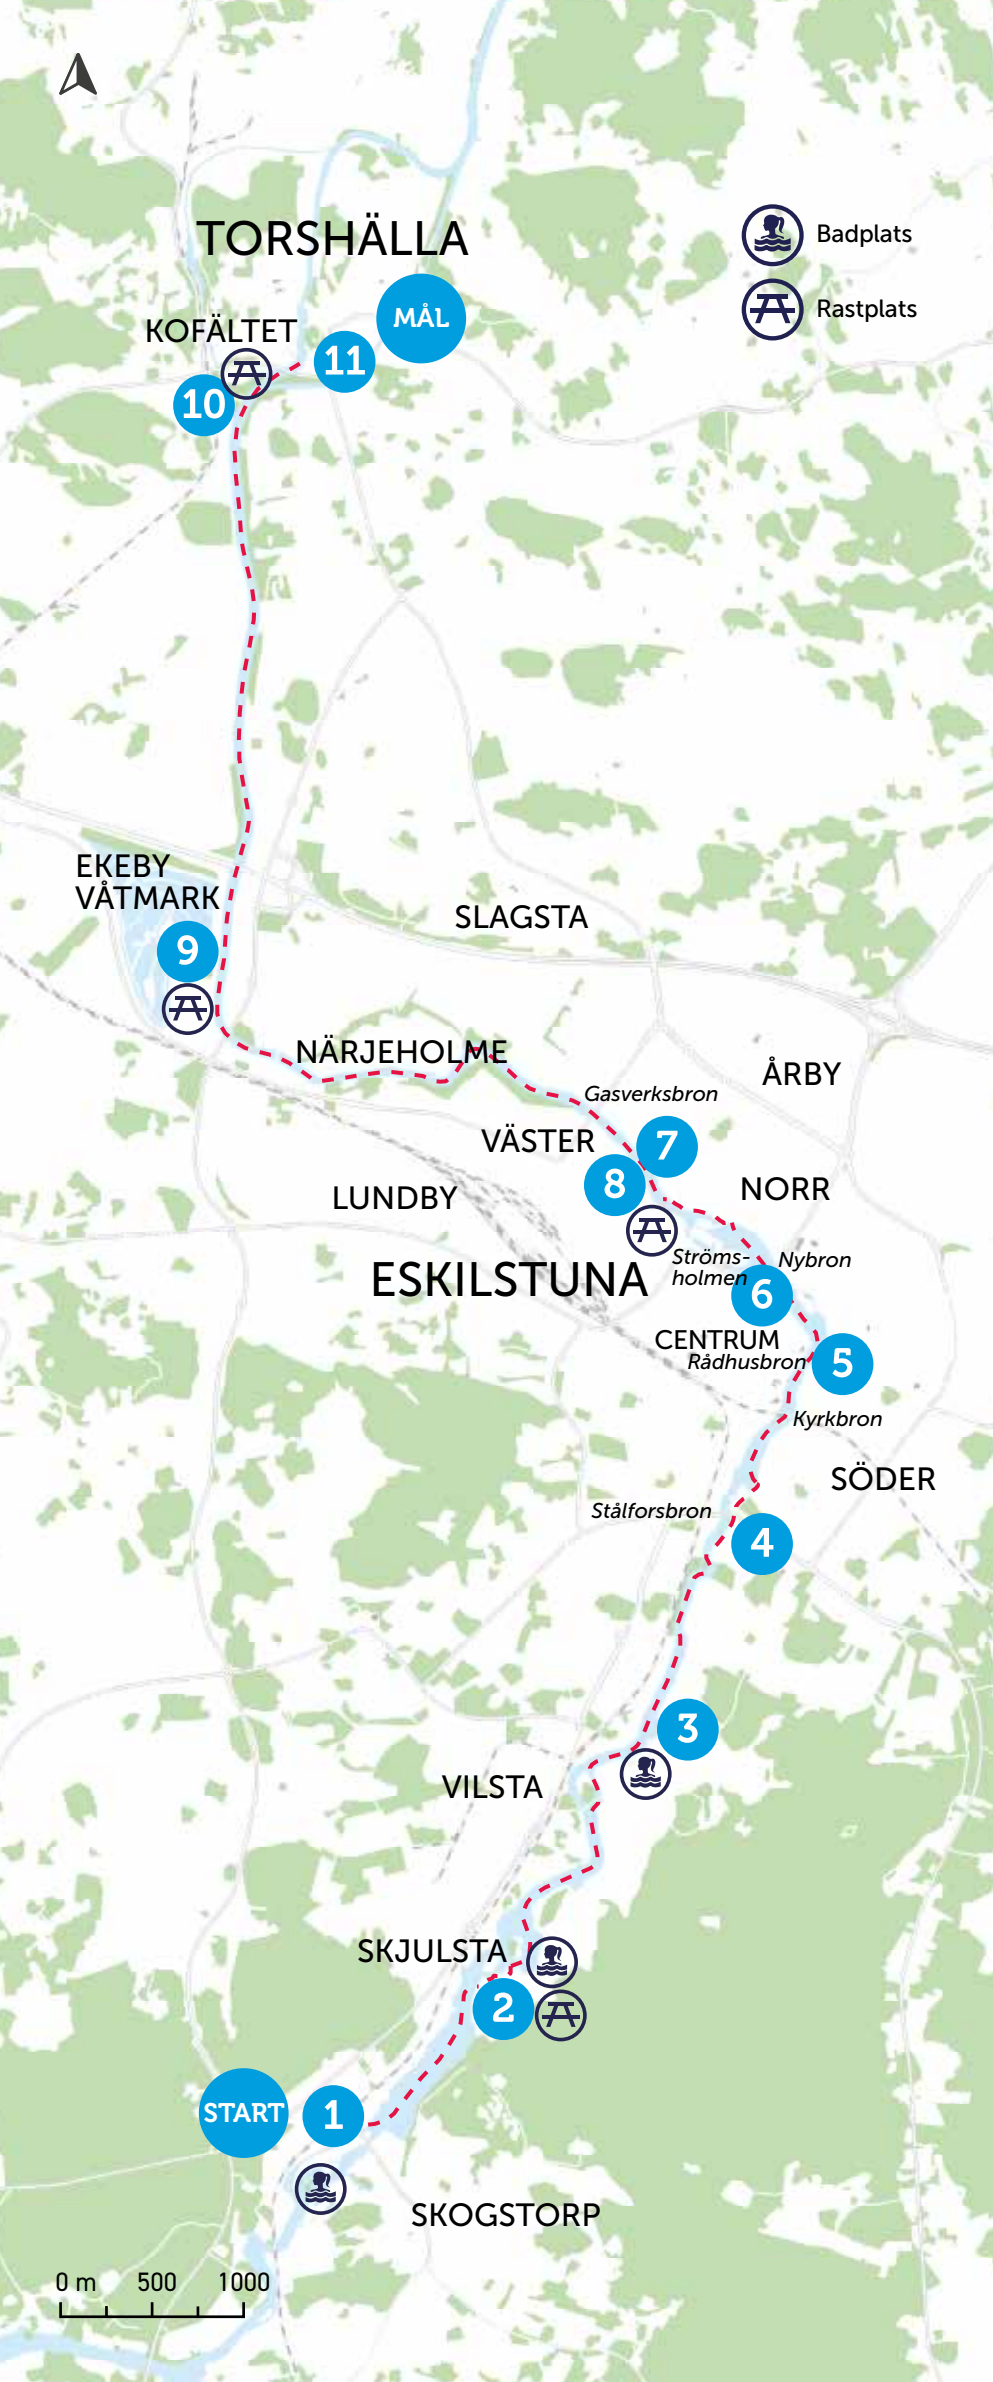 TORSHÄLLA
Badplats
Rastplats
MÅL
KOFÄLTET
11
10
EKEBY
VÅTMARK
9
SLAGSTA
NÄRJEHOLME
ÅRBY
Gasverksbron
VÄSTER
7
8
NORR
LUNDBY
Ströms-
holmen
Nybron
ESKILSTUNA
6
CENTRUM
Rådhusbron
5
Kyrkbron
SÖDER
Stålforsbron
4
3
VILSTA
SKJULSTA
2
START
1
SKOGSTORP
0 m 500 1000